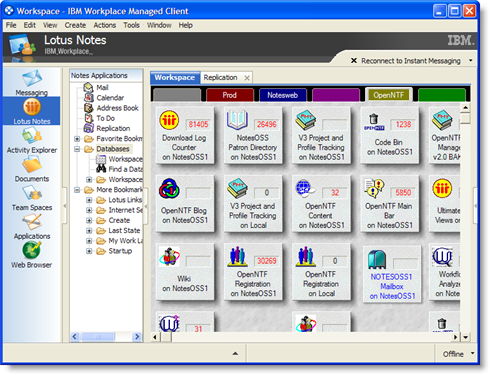 Workspace - IBM Workplace Managed Client
File Edit View Create Actions Tools Window Help
Lotus Notes
IBM_Workplace_
IBM.
Reconnect to Instant Messaging
Messaging
Lotus Notes
Activity Explorer
Documents
Team Spaces
Applications
Web Browser
Notes Applications
Mail
Calendar
Address Book
To Do
Replication
Favorite Bookm
Databases
Workspace
Find a Data
Workspace
More Bookmar
Lotus Links
Internet Se
Create
Last State
My Work La
Startup
Workspace Replication
Prod Notesweb OpenNTF
81405 26496 1238
Download Log
Counter
on NotesOSS1
NotesOSS
Patron Directory
on NotesOSS1
V3 Project and
Profile Tracking
on NotesOSS1
Code Bin
on NotesOSS1
OpenNTF
Manage
v2.0 BAK
0 32 5850
OpenNTF Blog
on NotesOSS1
V3 Project and
Profile Tracking
on Local
OpenNTF
Content
on NotesOSS1
OpenNTF Main
Bar
on NotesOSS1
Ultimate
Views on
30269 0
Wiki
on NotesOSS1
OpenNTF
Registration
on NotesOSS1
OpenNTF
Registration
on Local
NOTESOSS1
Mailbox
on NotesOSS1
Workflo
Analyze
on Notes
31
Offline